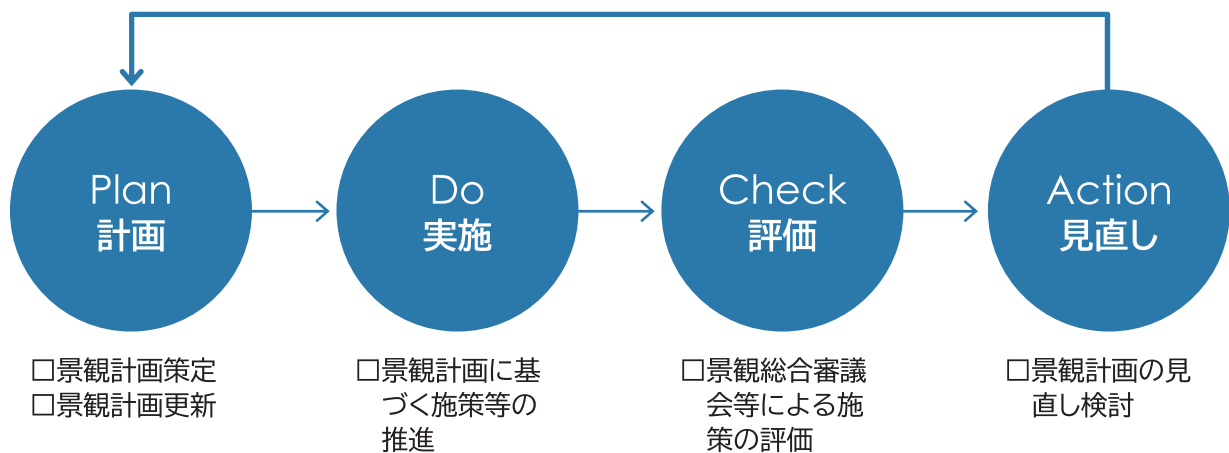 Plan
計画
Do
実施
Check
評価
Action
見直し
□景観計画策定
□景観計画更新
□景観計画に基
づく施策等の
推進
□景観総合審議
会等による施
策の評価
□景観計画の見
直し検討